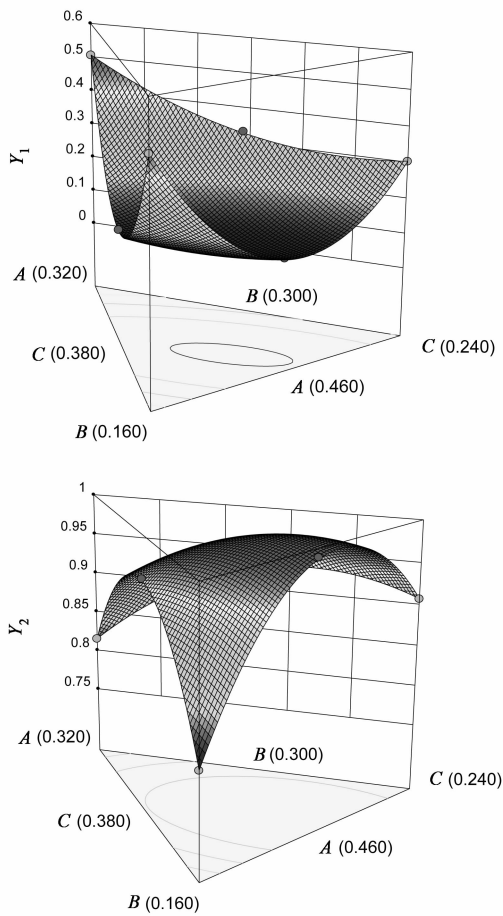 0.6
0.5
0.4
0.3
0.2
0.1
0
Y1
A (0.320)
B (0.300)
C (0.380)
C (0.240)
A (0.460)
B (0.160)
1
0.95
0.9
0.85
0.8
0.75
Y2
A (0.320)
B (0.300)
C (0.240)
C (0.380)
A (0.460)
B (0.160)